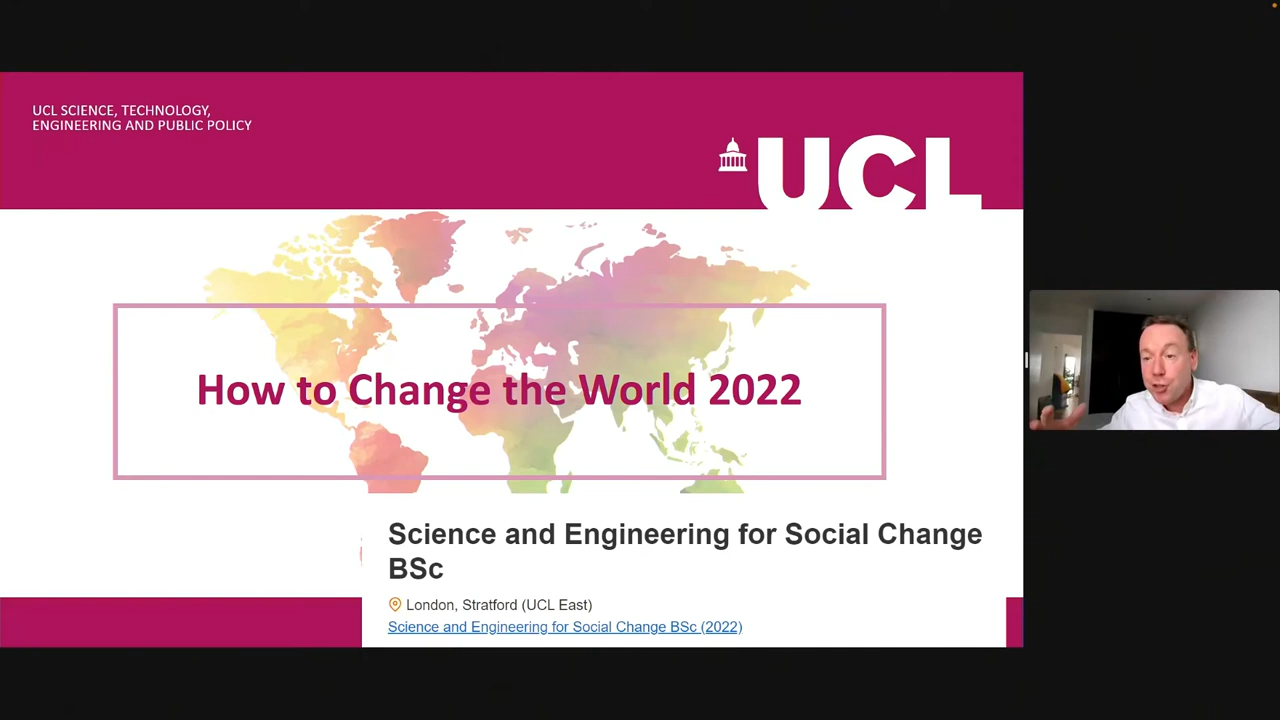 UCL SCIENCE, TECHNOLOGY,
ENGINEERING AND PUBLIC POLICY
UCL
How to Change the World 2022
Science and Engineering for Social Change
BSc
London, Stratford (UCL East)
Science and Engineering for Social Change BSc (2022)